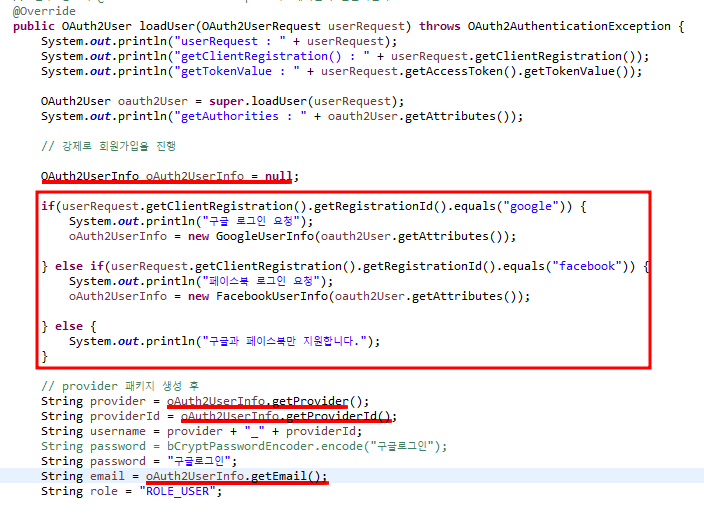 @Override
public OAuth2User loadUser(OAuth2UserRequest userRequest) throws OAuth2AuthenticationException {
System.out.println("userRequest : " + userRequest);
System.out.println("getClientRegistration() : " + userRequest.getClientRegistration());
System.out.println("getTokenValue : " + userRequest.getAccessToken().getTokenValue());
OAuth2User oauth2User = super.loadUser(userRequest);
System.out.println("getAuthorities : " + oauth2User.getAttributes());
// 강제로 회원가입을 진행
OAuth2UserInfo oAuth2UserInfo = null;
if(userRequest.getClientRegistration().getRegistrationId().equals("google")) {
System.out.println("구글 로그인 요청");
oAuth2UserInfo = new GoogleUserInfo(oauth2User.getAttributes());
} else if(userRequest.getClientRegistration().getRegistrationId().equals("facebook")) {
System.out.println("페이스북 로그인 요청");
oAuth2UserInfo = new FacebookUserInfo(oauth2User.getAttributes());
} else {
System.out.println("구글과 페이스북만 지원합니다.");
}
// provider 패키지 생성 후
String provider = oAuth2UserInfo.getProvider();
String providerId = oAuth2UserInfo.getProviderId();
String username = provider + "_" + providerId;
String password = bCryptPasswordEncoder.encode("구글로그인");
String password = "구글로그인";
String email = oAuth2UserInfo.getEmail();
String role = "ROLE_USER";